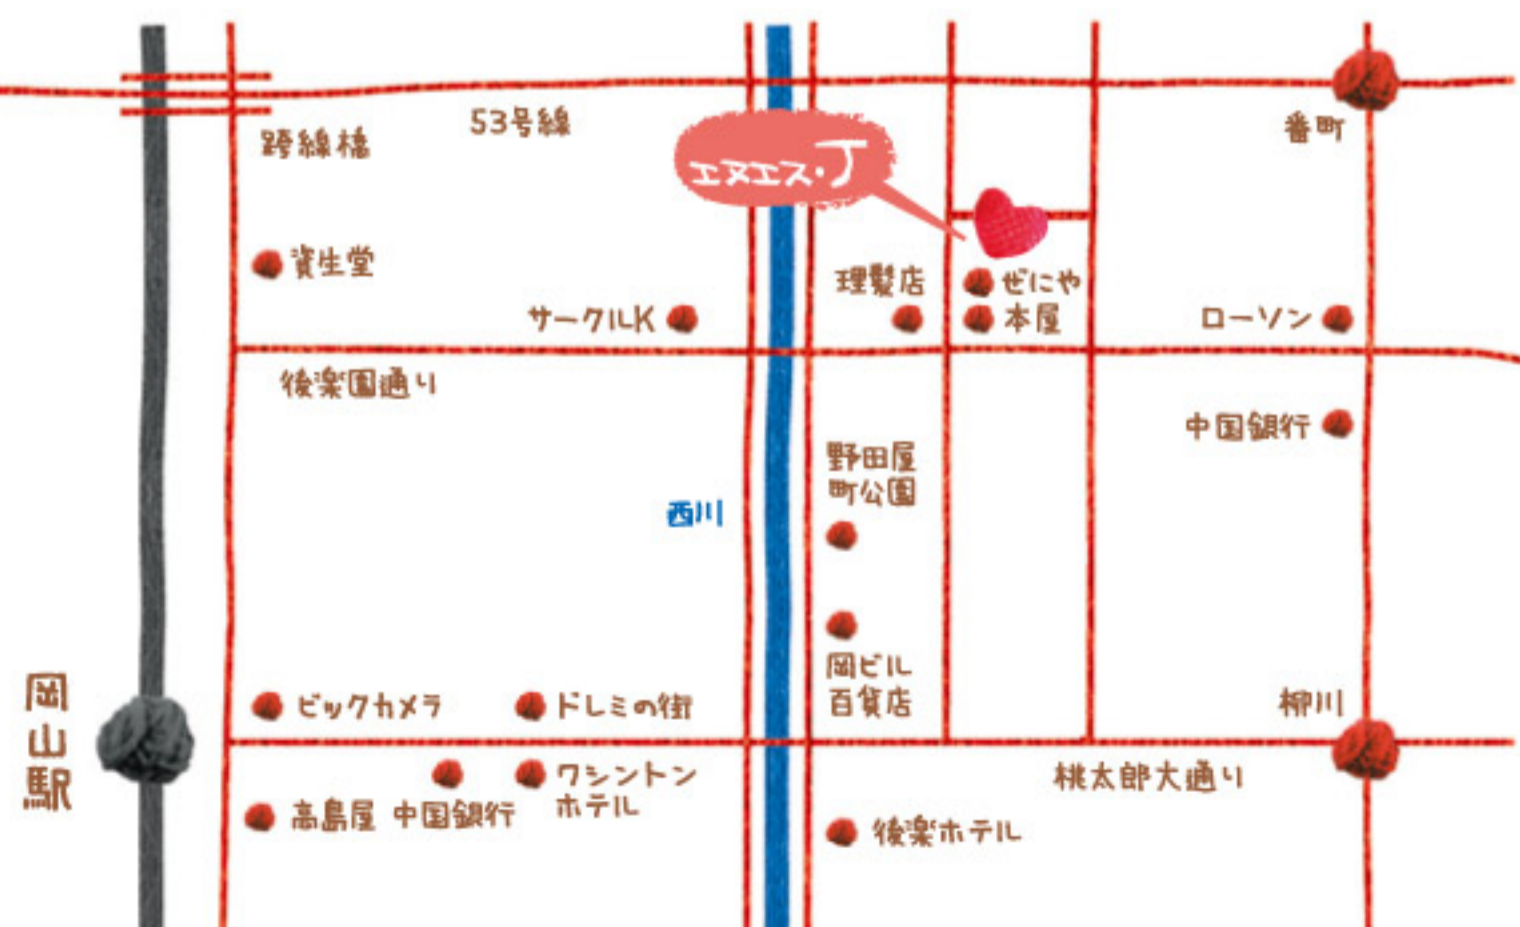 53号線
跨線橋
番町
エヌエス・J
資生堂
理髪店
ぜにや
サークルK
本屋
ローソン
後楽園通り
中国銀行
野田屋
町公園
西川
岡ビル
百貨店
岡山駅
ビックカメラ
ドレミの街
柳川
ワシントン
ホテル
桃太郎大通り
高島屋
中国銀行
後楽ホテル